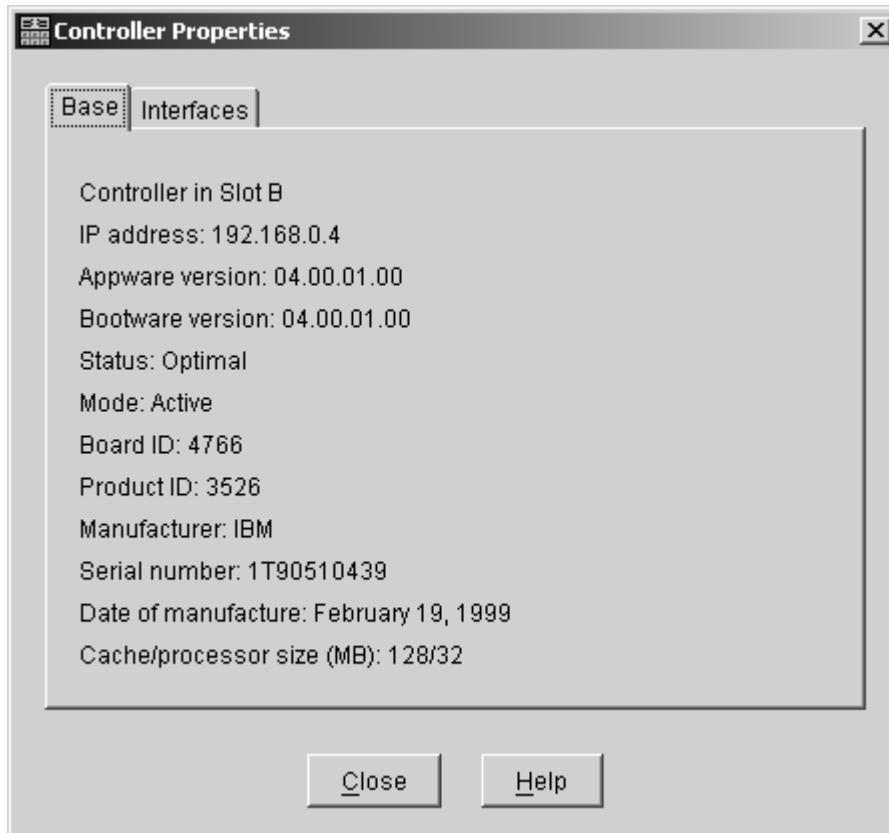 Controller Properties
Base
Interfaces
Controller in Slot B
IP address: 192.168.0.4
Appware version: 04.00.01.00
Bootware version: 04.00.01.00
Status: Optimal
Mode: Active
Board ID: 4766
Product ID: 3526
Manufacturer: IBM
Serial number: 1T90510439
Date of manufacture: February 19, 1999
Cache/processor size (MB): 128/32
Close
Help